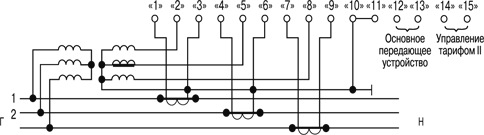 «1» «2» «3» «4» «5» «6» «7» «8» «9» «10» «11» «12» «13» «14» «15»
Основное передающее устройство
Управление тарифом II
1
2
Г
Н